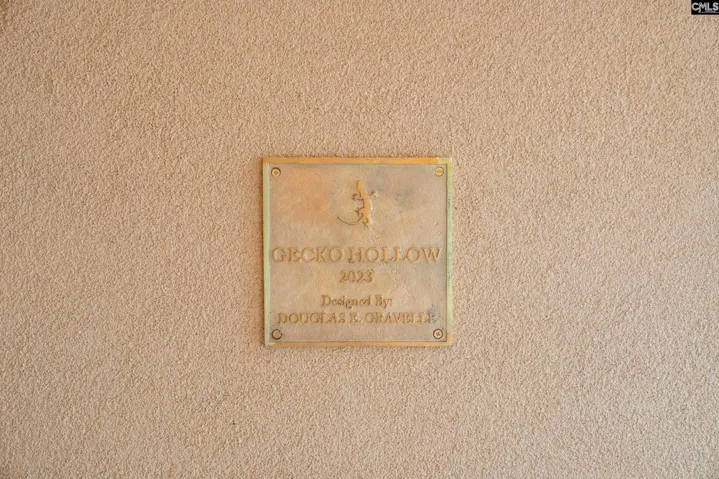 CMLS
GECKO HOLLOW
2023
Designed By:
DOUGLAS E. GRAVELLE